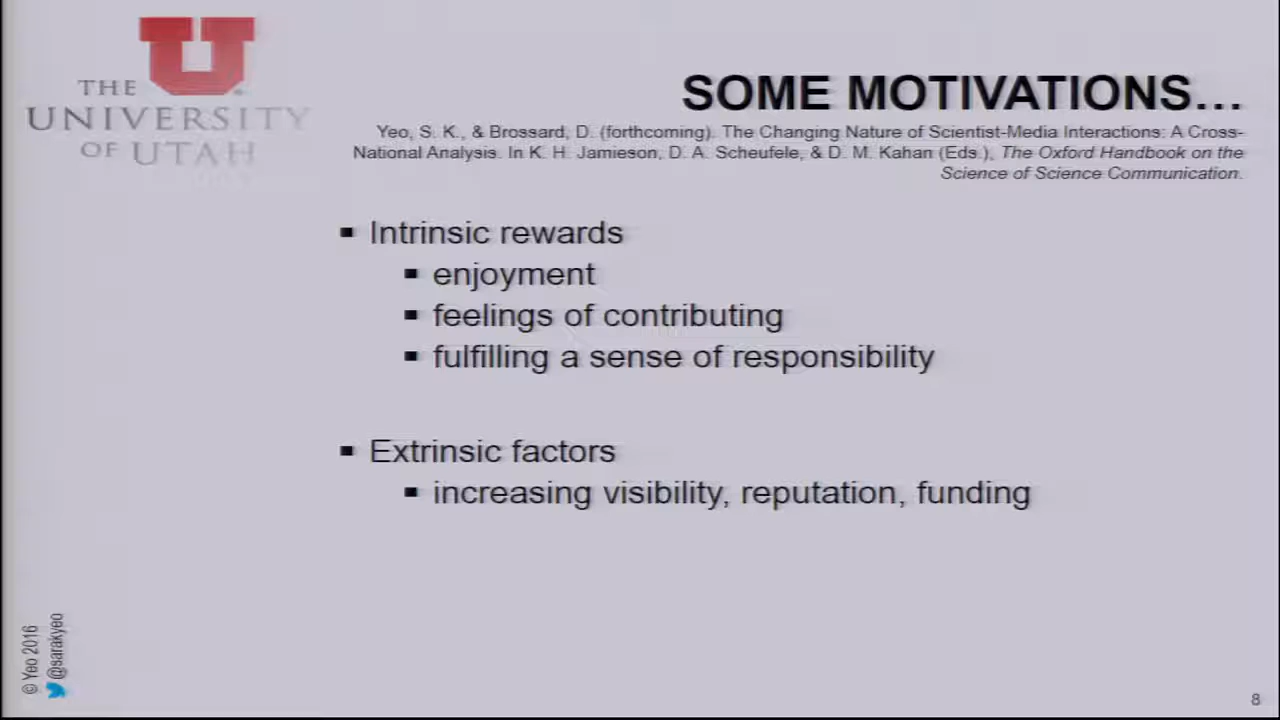 THE
UNIVERSITY
OF UTAH
SOME MOTIVATIONS...
Yeo, S. K., & Brossard, D. (forthcoming). The Changing Nature of Scientist-Media Interactions: A Cross-
National Analysis. In K. H. Jamieson, D. A. Scheufele, & D. M. Kahan (Eds.), The Oxford Handbook on the
Science of Science Communication.
▪ Intrinsic rewards
▪ enjoyment
▪ feelings of contributing
▪ fulfilling a sense of responsibility
▪ Extrinsic factors
▪ increasing visibility, reputation, funding
© Yeo 2016
@sarakyeo
8